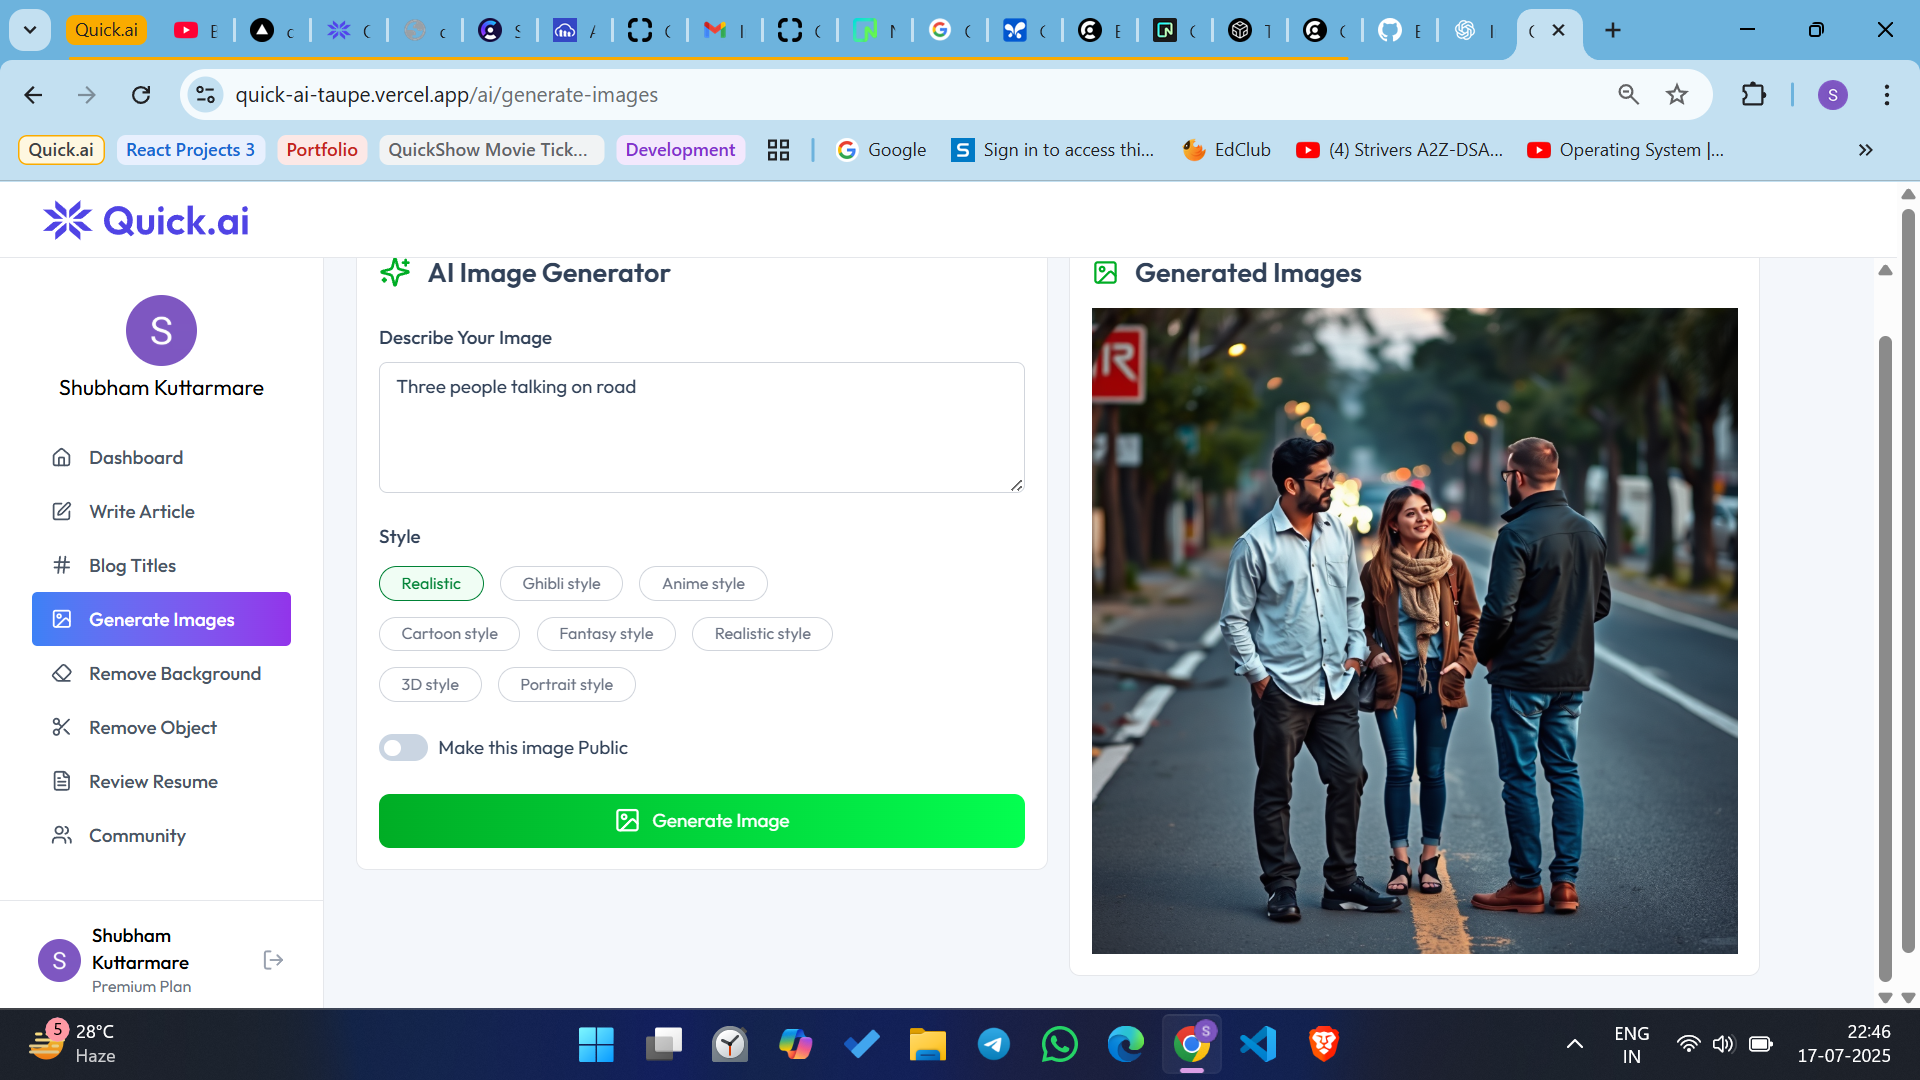 Quick.ai
quick-ai-taupe.vercel.app/ai/generate-images
S
Quick.ai
React Projects 3
Portfolio
QuickShow Movie Tick...
Development
Google
Sign in to access thi...
EdClub
(4) Strivers A2Z-DSA...
Operating System |...
Quick.ai
S
Shubham Kuttarmare
Dashboard
Write Article
Blog Titles
Generate Images
Remove Background
Remove Object
Review Resume
Community
S
Shubham
Kuttarmare
Premium Plan
AI Image Generator
Describe Your Image
Three people talking on road
Style
Realistic
Ghibli style
Anime style
Cartoon style
Fantasy style
Realistic style
3D style
Portrait style
Make this image Public
Generate Image
Generated Images
R
5
28°C
Haze
S
ENG
IN
22:46
17-07-2025